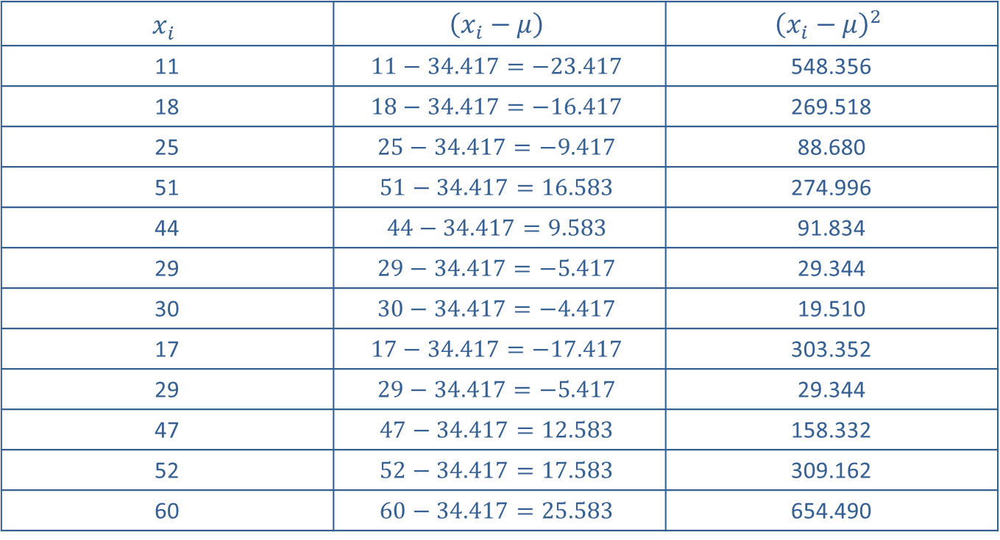 𝑥ᵢ (𝑥ᵢ − 𝜇) (𝑥ᵢ − 𝜇)²
11 11 − 34.417 = −23.417 548.356
18 18 − 34.417 = −16.417 269.518
25 25 − 34.417 = −9.417 88.680
51 51 − 34.417 = 16.583 274.996
44 44 − 34.417 = 9.583 91.834
29 29 − 34.417 = −5.417 29.344
30 30 − 34.417 = −4.417 19.510
17 17 − 34.417 = −17.417 303.352
29 29 − 34.417 = −5.417 29.344
47 47 − 34.417 = 12.583 158.332
52 52 − 34.417 = 17.583 309.162
60 60 − 34.417 = 25.583 654.490